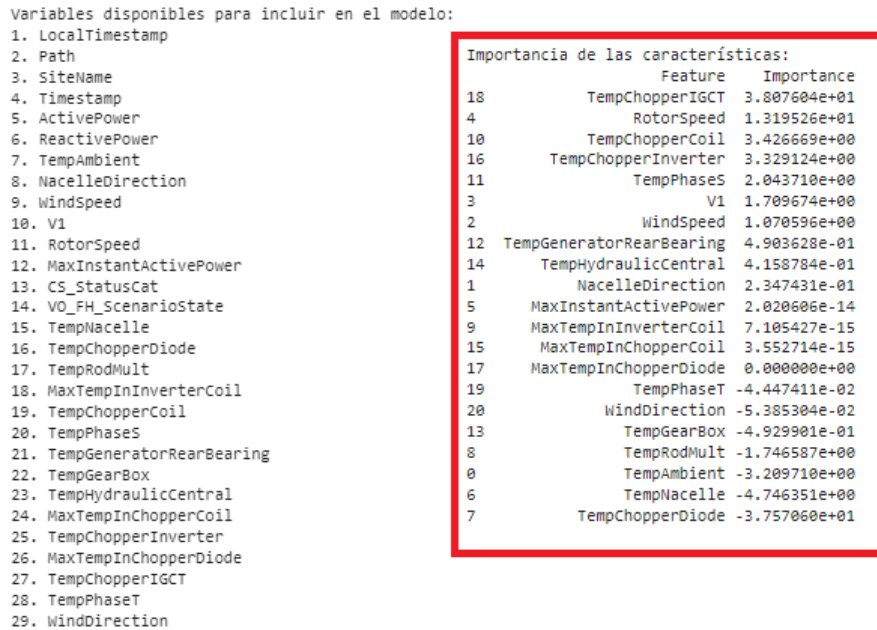 Variables disponibles para incluir en el modelo:
1. LocalTimestamp
2. Path
3. SiteName
4. Timestamp
5. ActivePower
6. ReactivePower
7. TempAmbient
8. NacelleDirection
9. WindSpeed
10. V1
11. RotorSpeed
12. MaxInstantActivePower
13. CS_StatusCat
14. VO_FH_ScenarioState
15. TempNacelle
16. TempChopperDiode
17. TempRodMult
18. MaxTempInInverterCoil
19. TempChopperCoil
20. TempPhaseS
21. TempGeneratorRearBearing
22. TempGearBox
23. TempHydraulicCentral
24. MaxTempInChopperCoil
25. TempChopperInverter
26. MaxTempInChopperDiode
27. TempChopperIGCT
28. TempPhaseT
29. WindDirection
Importancia de las características:
Feature Importance
18 TempChopperIGCT 3.807604e+01
4 RotorSpeed 1.319526e+01
10 TempChopperCoil 3.426669e+00
16 TempChopperInverter 3.329124e+00
11 TempPhaseS 2.043710e+00
3 V1 1.709674e+00
2 WindSpeed 1.070596e+00
12 TempGeneratorRearBearing 4.903628e-01
14 TempHydraulicCentral 4.158784e-01
1 NacelleDirection 2.347431e-01
5 MaxInstantActivePower 2.020606e-14
9 MaxTempInInverterCoil 7.105427e-15
15 MaxTempInChopperCoil 3.552714e-15
17 MaxTempInChopperDiode 0.000000e+00
19 TempPhaseT -4.447411e-02
20 WindDirection -5.385304e-02
13 TempGearBox -4.929901e-01
8 TempRodMult -1.746587e+00
0 TempAmbient -3.209710e+00
6 TempNacelle -4.746351e+00
7 TempChopperDiode -3.757060e+01